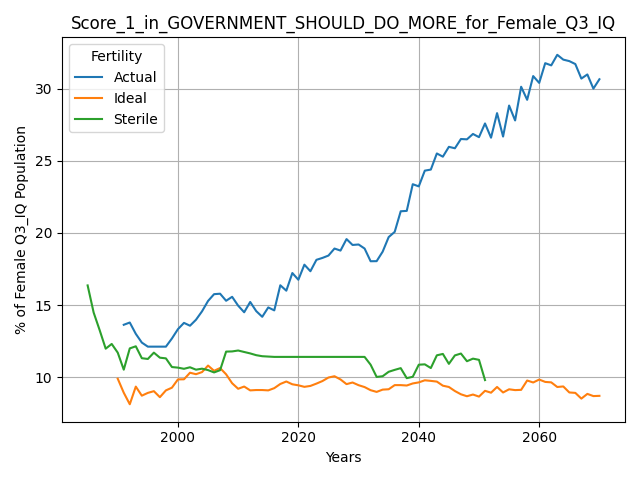 Score_1_in_GOVERNMENT_SHOULD_DO_MORE_for_Female_Q3_IQ
Fertility
Actual
Ideal
Sterile
% of Female Q3_IQ Population
30
25
20
15
10
2000
2020
2040
2060
Years